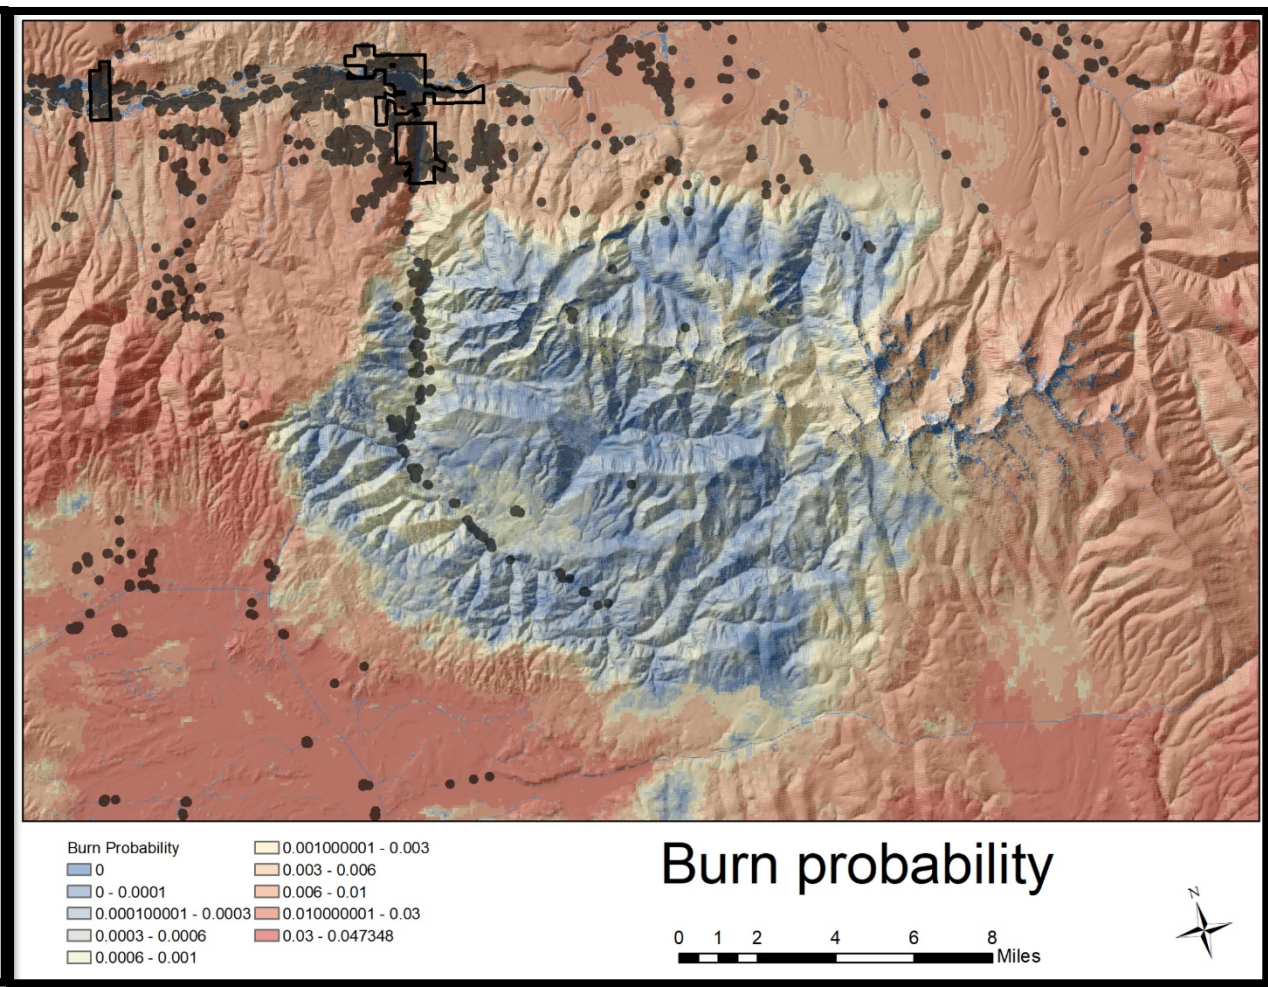 Burn Probability
0
0 - 0.0001
0.000100001 - 0.0003
0.0003 - 0.0006
0.0006 - 0.001
0.001000001 - 0.003
0.003 - 0.006
0.006 - 0.01
0.010000001 - 0.03
0.03 - 0.047348
Burn probability
0 1 2 4 6 8
Miles
N